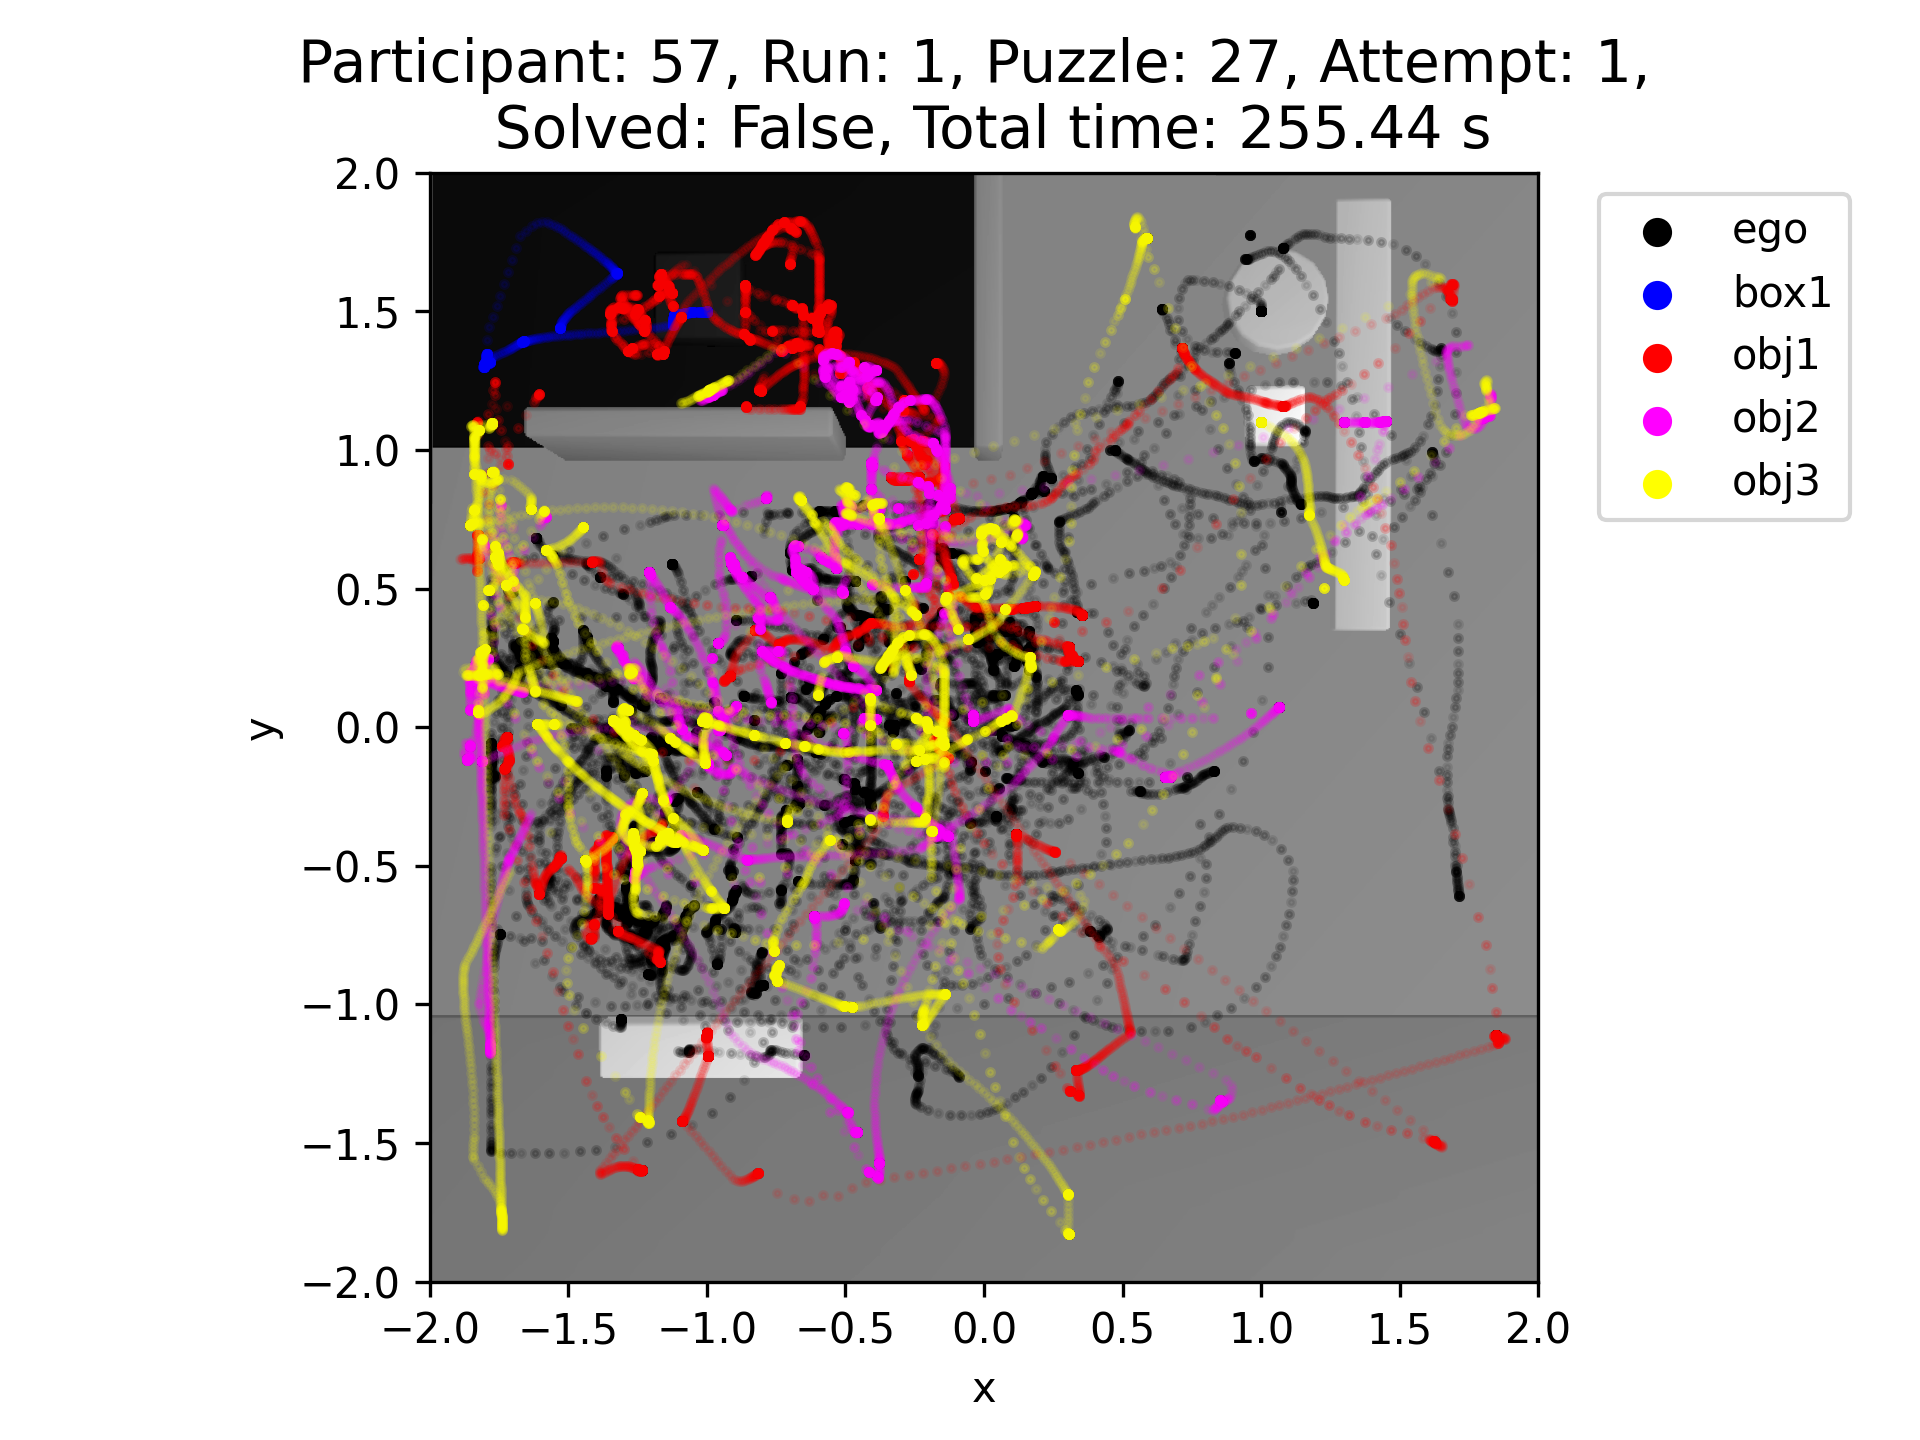 Participant: 57, Run: 1, Puzzle: 27, Attempt: 1,
Solved: False, Total time: 255.44 s
2.0
1.5
1.0
0.5
0.0
−0.5
−1.0
−1.5
−2.0
y
−2.0 −1.5 −1.0 −0.5 0.0 0.5 1.0 1.5 2.0
x
ego
box1
obj1
obj2
obj3